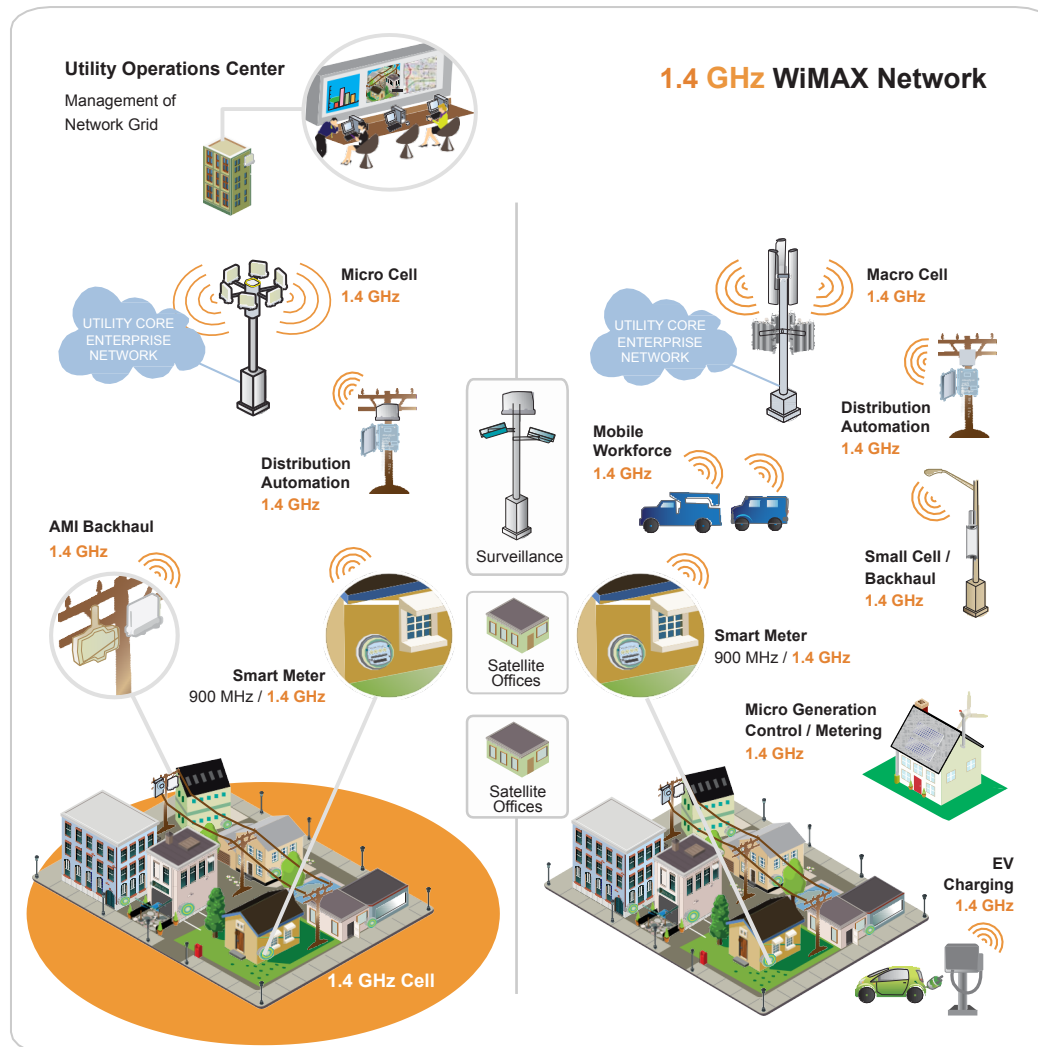 Utility Operations Center
Management of
Network Grid
1.4 GHz WiMAX Network
Micro Cell
1.4 GHz
UTILITY CORE
ENTERPRISE
NETWORK
Distribution
Automation
1.4 GHz
AMI Backhaul
1.4 GHz
Smart Meter
900 MHz / 1.4 GHz
1.4 GHz Cell
Surveillance
Satellite
Offices
Satellite
Offices
Macro Cell
1.4 GHz
UTILITY CORE
ENTERPRISE
NETWORK
Distribution
Automation
1.4 GHz
Mobile
Workforce
1.4 GHz
Small Cell /
Backhaul
1.4 GHz
Smart Meter
900 MHz / 1.4 GHz
Micro Generation
Control / Metering
1.4 GHz
EV
Charging
1.4 GHz